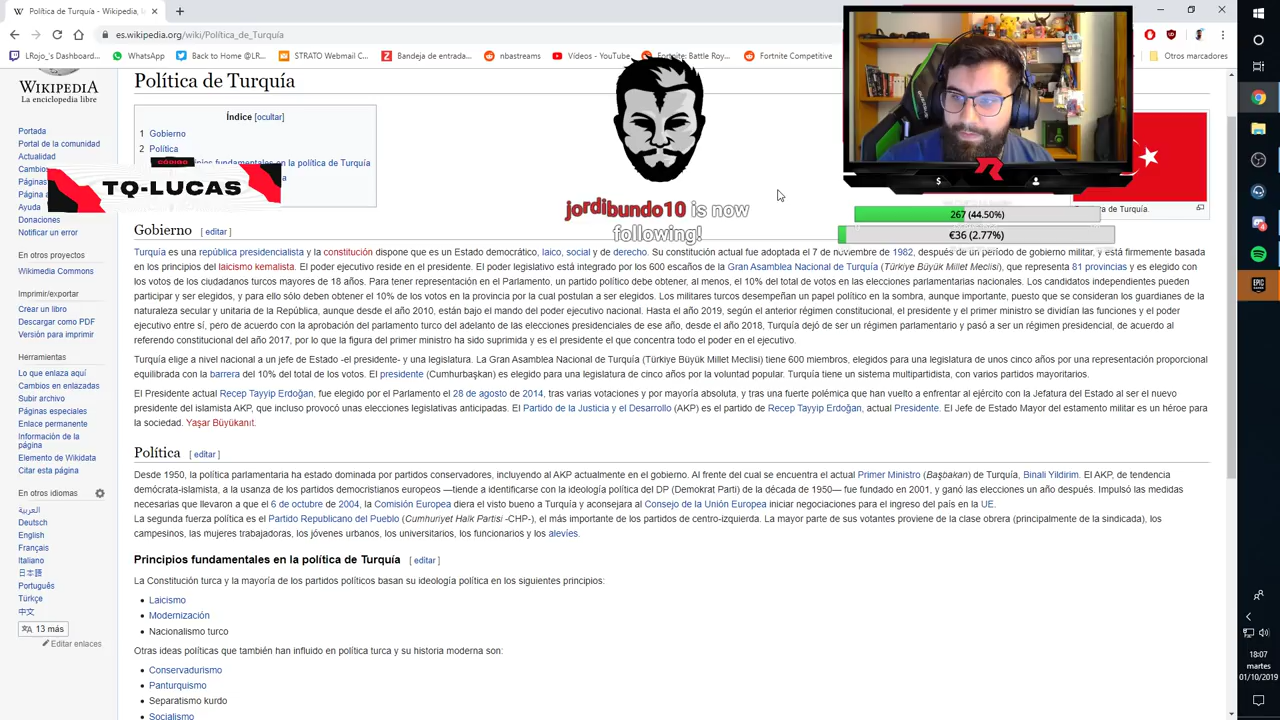 Política de Turquía - Wikipedia, l
es.wikipedia.org/wiki/Política_de_Turquía
LRojo_'s Dashboard...
WhatsApp
Back to Home @LR...
STRATO Webmail C...
Bandeja de entrada...
nbastreams
Vídeos - YouTube
Fortnite: Battle Roy...
Fortnite Competitive
Otros marcadores
WIKIPEDIA
La enciclopedia libre
Portada
Portal de la comunidad
Actualidad
Cambios
Páginas
Página a
Ayuda
Donaciones
Notificar un error
En otros proyectos
Wikimedia Commons
Imprimir/exportar
Crear un libro
Descargar como PDF
Versión para imprimir
Herramientas
Lo que enlaza aquí
Cambios en enlazadas
Subir archivo
Páginas especiales
Enlace permanente
Información de la
página
Elemento de Wikidata
Citar esta página
En otros idiomas
العربية
Deutsch
English
Français
Italiano
日本語
Português
Türkçe
中文
13 más
Editar enlaces
Política de Turquía
Índice [ocultar]
1 Gobierno
2 Política
ipios fundamentales en la política de Turquía
CÓDIGO
TQ-LUCAS
jordibundo10 is now
following!
$
267 (44.50%)
€36 (2.77%)
de Turquía.
Gobierno [ editar ]
Turquía es una república presidencialista y la constitución dispone que es un Estado democrático, laico, social y de derecho. Su constitución actual fue adoptada el 7 de noviembre de 1982, después de un período de gobierno militar, y está firmemente basada
en los principios del laicismo kemalista. El poder ejecutivo reside en el presidente. El poder legislativo está integrado por los 600 escaños de la Gran Asamblea Nacional de Turquía (Türkiye Büyük Millet Meclisi), que representa 81 provincias y es elegido con
los votos de los ciudadanos turcos mayores de 18 años. Para tener representación en el Parlamento un partido político debe obtener, al menos, el 10% del total de votos en las elecciones parlamentarias nacionales. Los candidatos independientes pueden
participar y ser elegidos, y para ello sólo deben obtener el 10% de los votos en la provincia por la cual postulan a ser elegidos. Los militares turcos desempeñan un papel político en la sombra, aunque importante, puesto que se consideran los guardianes de la
naturaleza secular y unitaria de la República, aunque desde el 2010, están bajo el mando del poder ejecutivo nacional. Hasta el año 2019, según el anterior régimen constitucional, el presidente y el primer ministro se dividían las funciones y el poder
ejecutivo entre sí, pero de acuerdo con la aprobación del parlamento turco del adelanto de las elecciones presidenciales de ese año, desde el año 2019, Turquía dejó de ser un régimen parlamentario y pasó a ser un régimen presidencial, de acuerdo al
referendo constitucional del año 2017, por lo que la figura del primer ministro ha sido suprimida y es el presidente el que concentra todo el poder en el ejecutivo.
Turquía elige a nivel nacional a un jefe de Estado -el presidente- y una legislatura. La Gran Asamblea Nacional de Turquía (Türkiye Büyük Millet Meclisi) tiene 600 miembros, elegidos para una legislatura de unos cinco años por una representación proporcional
equilibrada con la barrera del 10% del total de los votos. El presidente (Cumhurbaşkan) es elegido para una legislatura de cinco años por la voluntad popular. Turquía tiene un sistema multipartidista, con varios partidos mayoritarios.
El Presidente actual Recep Tayyip Erdoğan, fue elegido por el Parlamento el 28 de agosto de 2014, tras varias votaciones y por mayoría absoluta, y tras una fuerte polémica que han vuelto a enfrentar al ejército con la Jefatura del Estado al ser el nuevo
presidente del islamista AKP, que incluso provocó unas elecciones legislativas anticipadas. El Partido de la Justicia y el Desarrollo (AKP) es el partido de Recep Tayyip Erdoğan, actual Presidente. El Jefe de Estado Mayor del estamento militar es un héroe para
la sociedad. Yaşar Büyükanıt.
Política [ editar ]
Desde 1950, la política parlamentaria ha estado dominada por partidos conservadores, incluyendo al AKP actualmente en el gobierno. Al frente del cual se encuentra el actual Primer Ministro (Başbakan) de Turquía, Binali Yildirim. El AKP, de tendencia
demócrata-islamista, a la usanza de los partidos democristianos europeos —tiende a identificarse con la ideología política del DP (Demokrat Parti) de la década de 1950— fue fundado en 2001, y ganó las elecciones un año después. Impulsó las medidas
necesarias que llevaron a que el 6 de octubre de 2004, la Comisión Europea diera el visto bueno a Turquía y aconsejara al Consejo de la Unión Europea iniciar negociaciones para el ingreso del país en la UE.
La segunda fuerza política es el Partido Republicano del Pueblo (Cumhuriyet Halk Partisi -CHP-), el más importante de los partidos de centro-izquierda. La mayor parte de sus votantes proviene de la clase obrera (principalmente de la sindicada), los
campesinos, las mujeres trabajadoras, los jóvenes urbanos, los universitarios, los funcionarios y los alevíes.
Principios fundamentales en la política de Turquía [ editar ]
La Constitución turca y la mayoría de los partidos políticos basan su ideología política en los siguientes principios:
• Laicismo
• Modernización
• Nacionalismo turco
Otras ideas políticas que también han influido en política turca y su historia moderna son:
• Conservadurismo
• Panturquismo
• Separatismo kurdo
• Socialismo
EPIC
18:07
martes
01/10/2019